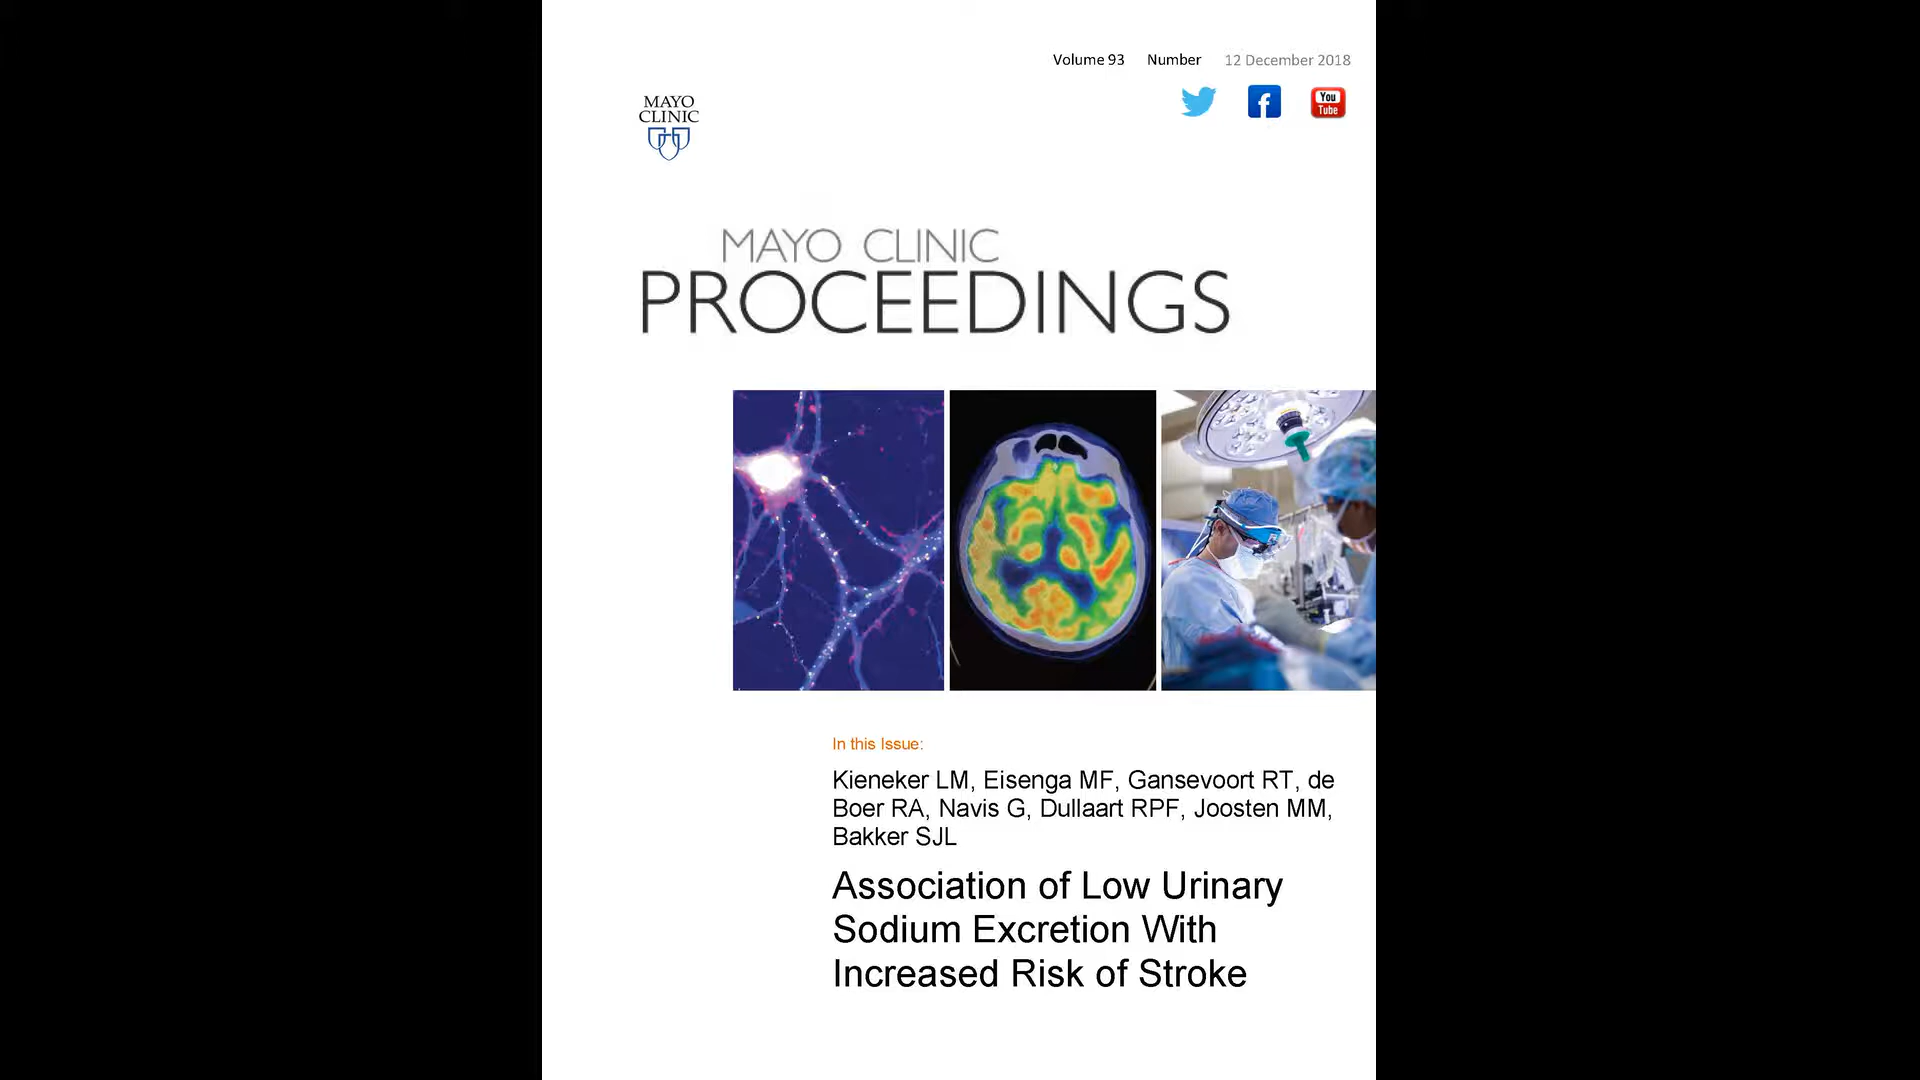 Volume 93 Number 12 December 2018
MAYO
CLINIC
You
Tube
MAYO CLINIC
PROCEEDINGS
In this Issue:
Kieneker LM, Eisenga MF, Gansevoort RT, de
Boer RA, Navis G, Dullaart RPF, Joosten MM,
Bakker SJL
Association of Low Urinary
Sodium Excretion With
Increased Risk of Stroke